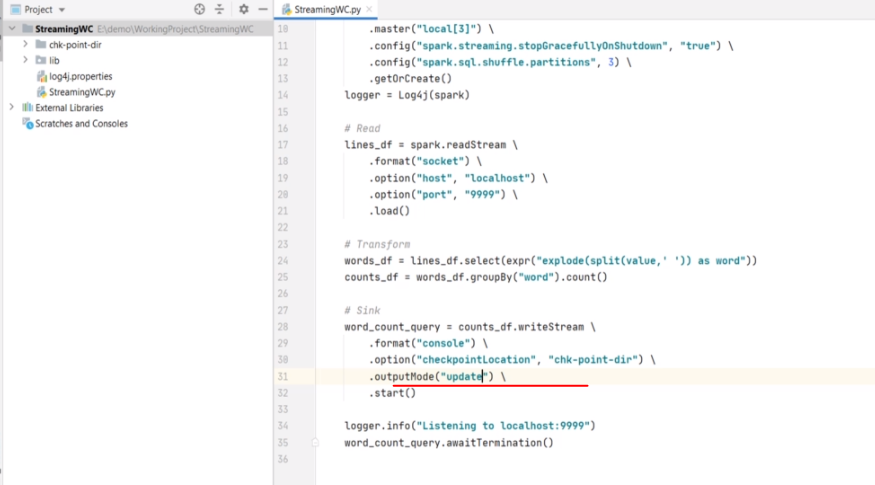 Project
StreamingWC.py
StreamingWC E:\demo\WorkingProject\StreamingWC
chk-point-dir
lib
log4j.properties
StreamingWC.py
External Libraries
Scratches and Consoles
10 .master("local[3]") \
11 .config("spark.streaming.stopGracefullyOnShutdown", "true") \
12 .config("spark.sql.shuffle.partitions", 3) \
13 .getOrCreate()
14 logger = Log4j(spark)
15
16 # Read
17 lines_df = spark.readStream \
18 .format("socket") \
19 .option("host", "localhost") \
20 .option("port", "9999") \
21 .load()
22
23 # Transform
24 words_df = lines_df.select(expr("explode(split(value,' ')) as word"))
25 counts_df = words_df.groupBy("word").count()
26
27 # Sink
28 word_count_query = counts_df.writeStream \
29 .format("console") \
30 .option("checkpointLocation", "chk-point-dir") \
31 .outputMode("update") \
32 .start()
33
34 logger.info("Listening to localhost:9999")
35 word_count_query.awaitTermination()
36